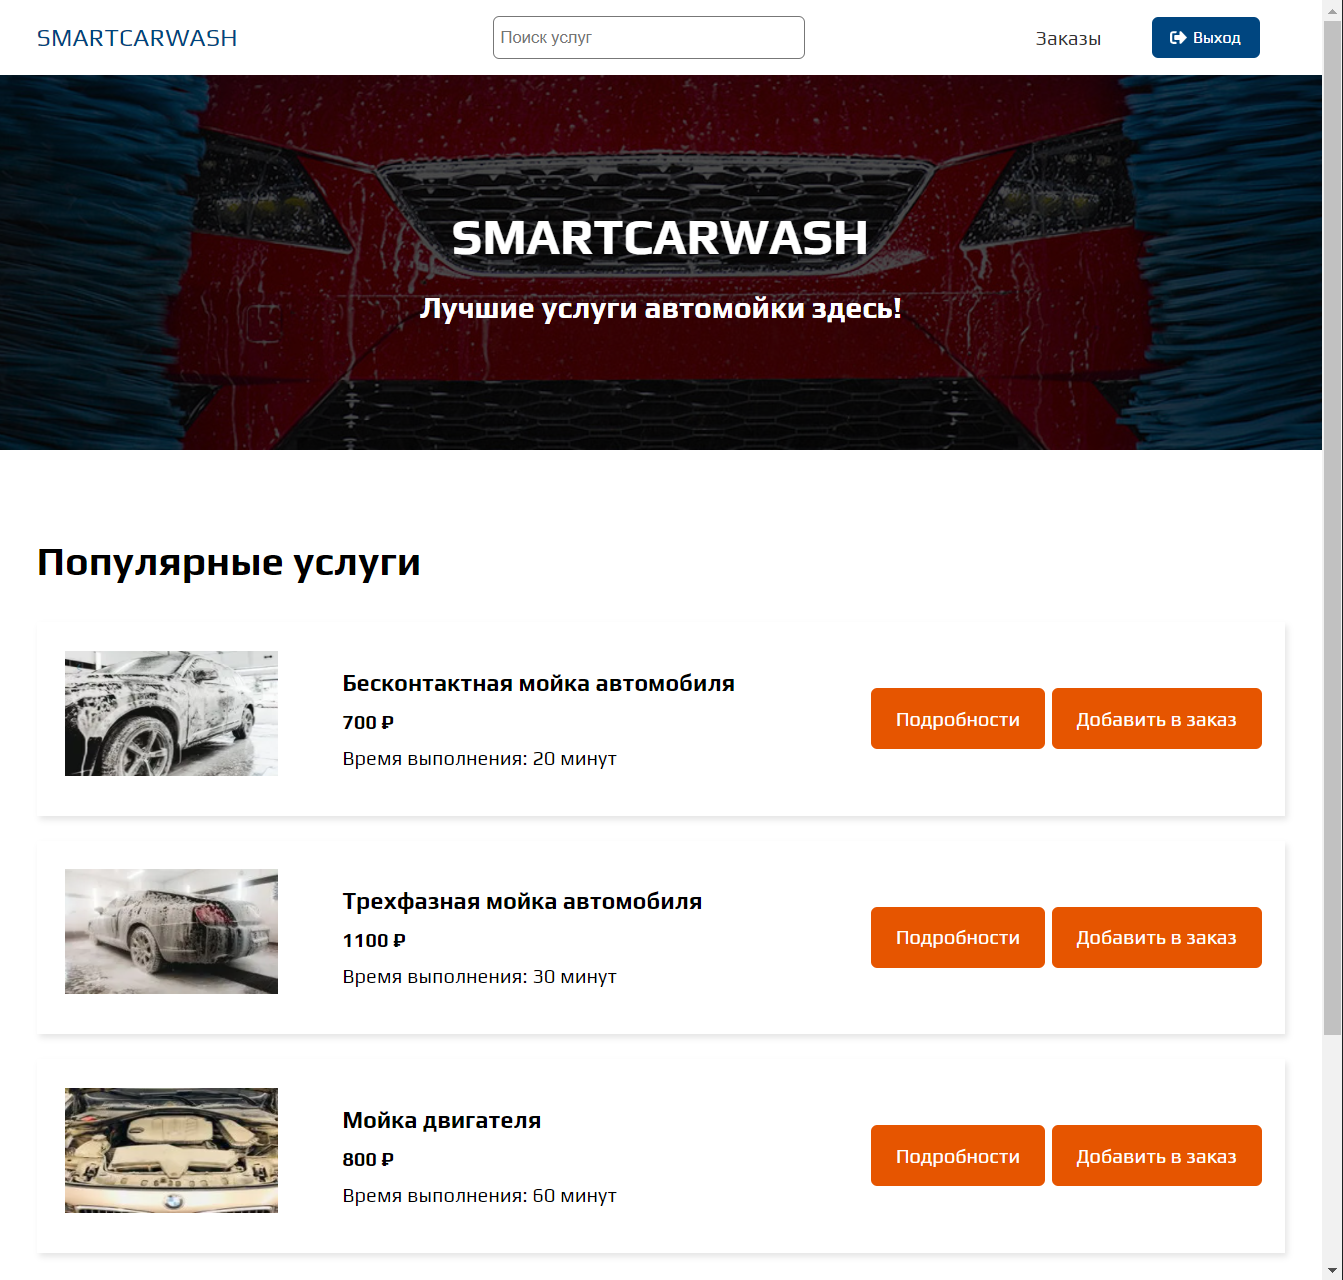 SMARTCARWASH
Поиск услуг
Заказы
Выход
SMARTCARWASH
Лучшие услуги автомойки здесь!
Популярные услуги
Бесконтактная мойка автомобиля
700 ₽
Время выполнения: 20 минут
Подробности
Добавить в заказ
Трехфазная мойка автомобиля
1100 ₽
Время выполнения: 30 минут
Подробности
Добавить в заказ
Мойка двигателя
800 ₽
Время выполнения: 60 минут
Подробности
Добавить в заказ